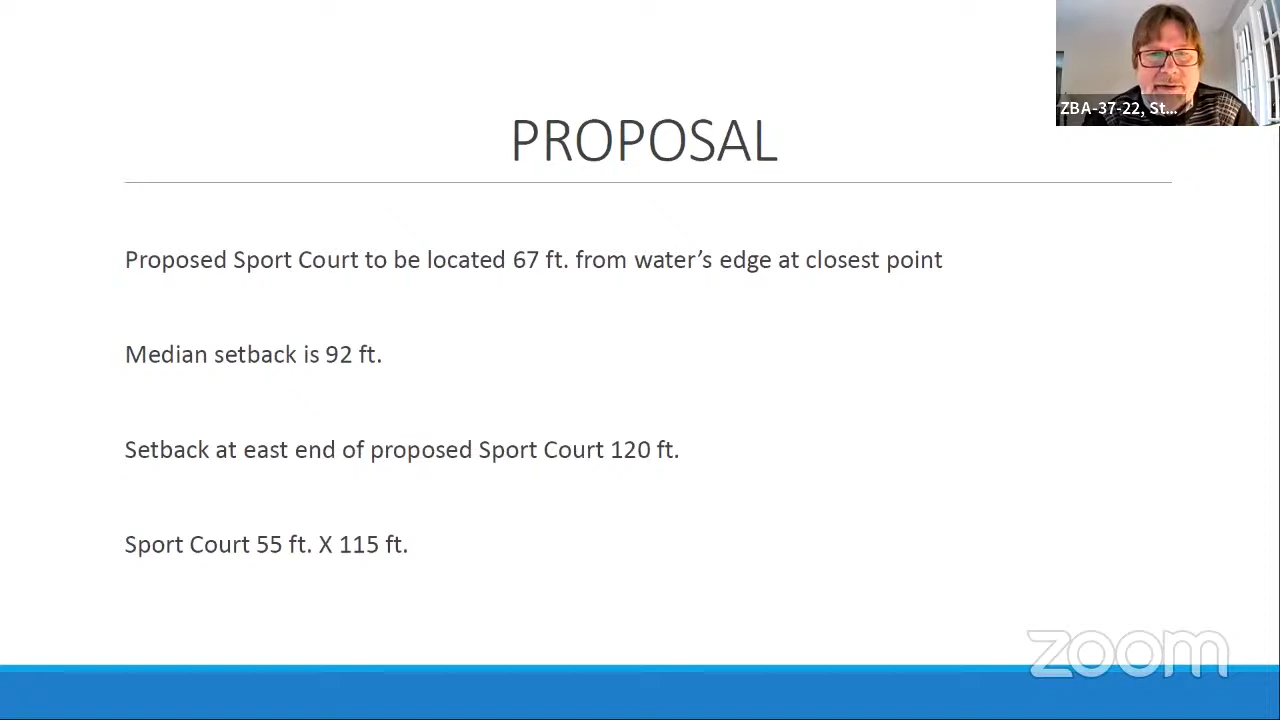 ZBA-37-22, St...
PROPOSAL
Proposed Sport Court to be located 67 ft. from water’s edge at closest point
Median setback is 92 ft.
Setback at east end of proposed Sport Court 120 ft.
Sport Court 55 ft. X 115 ft.
zoom